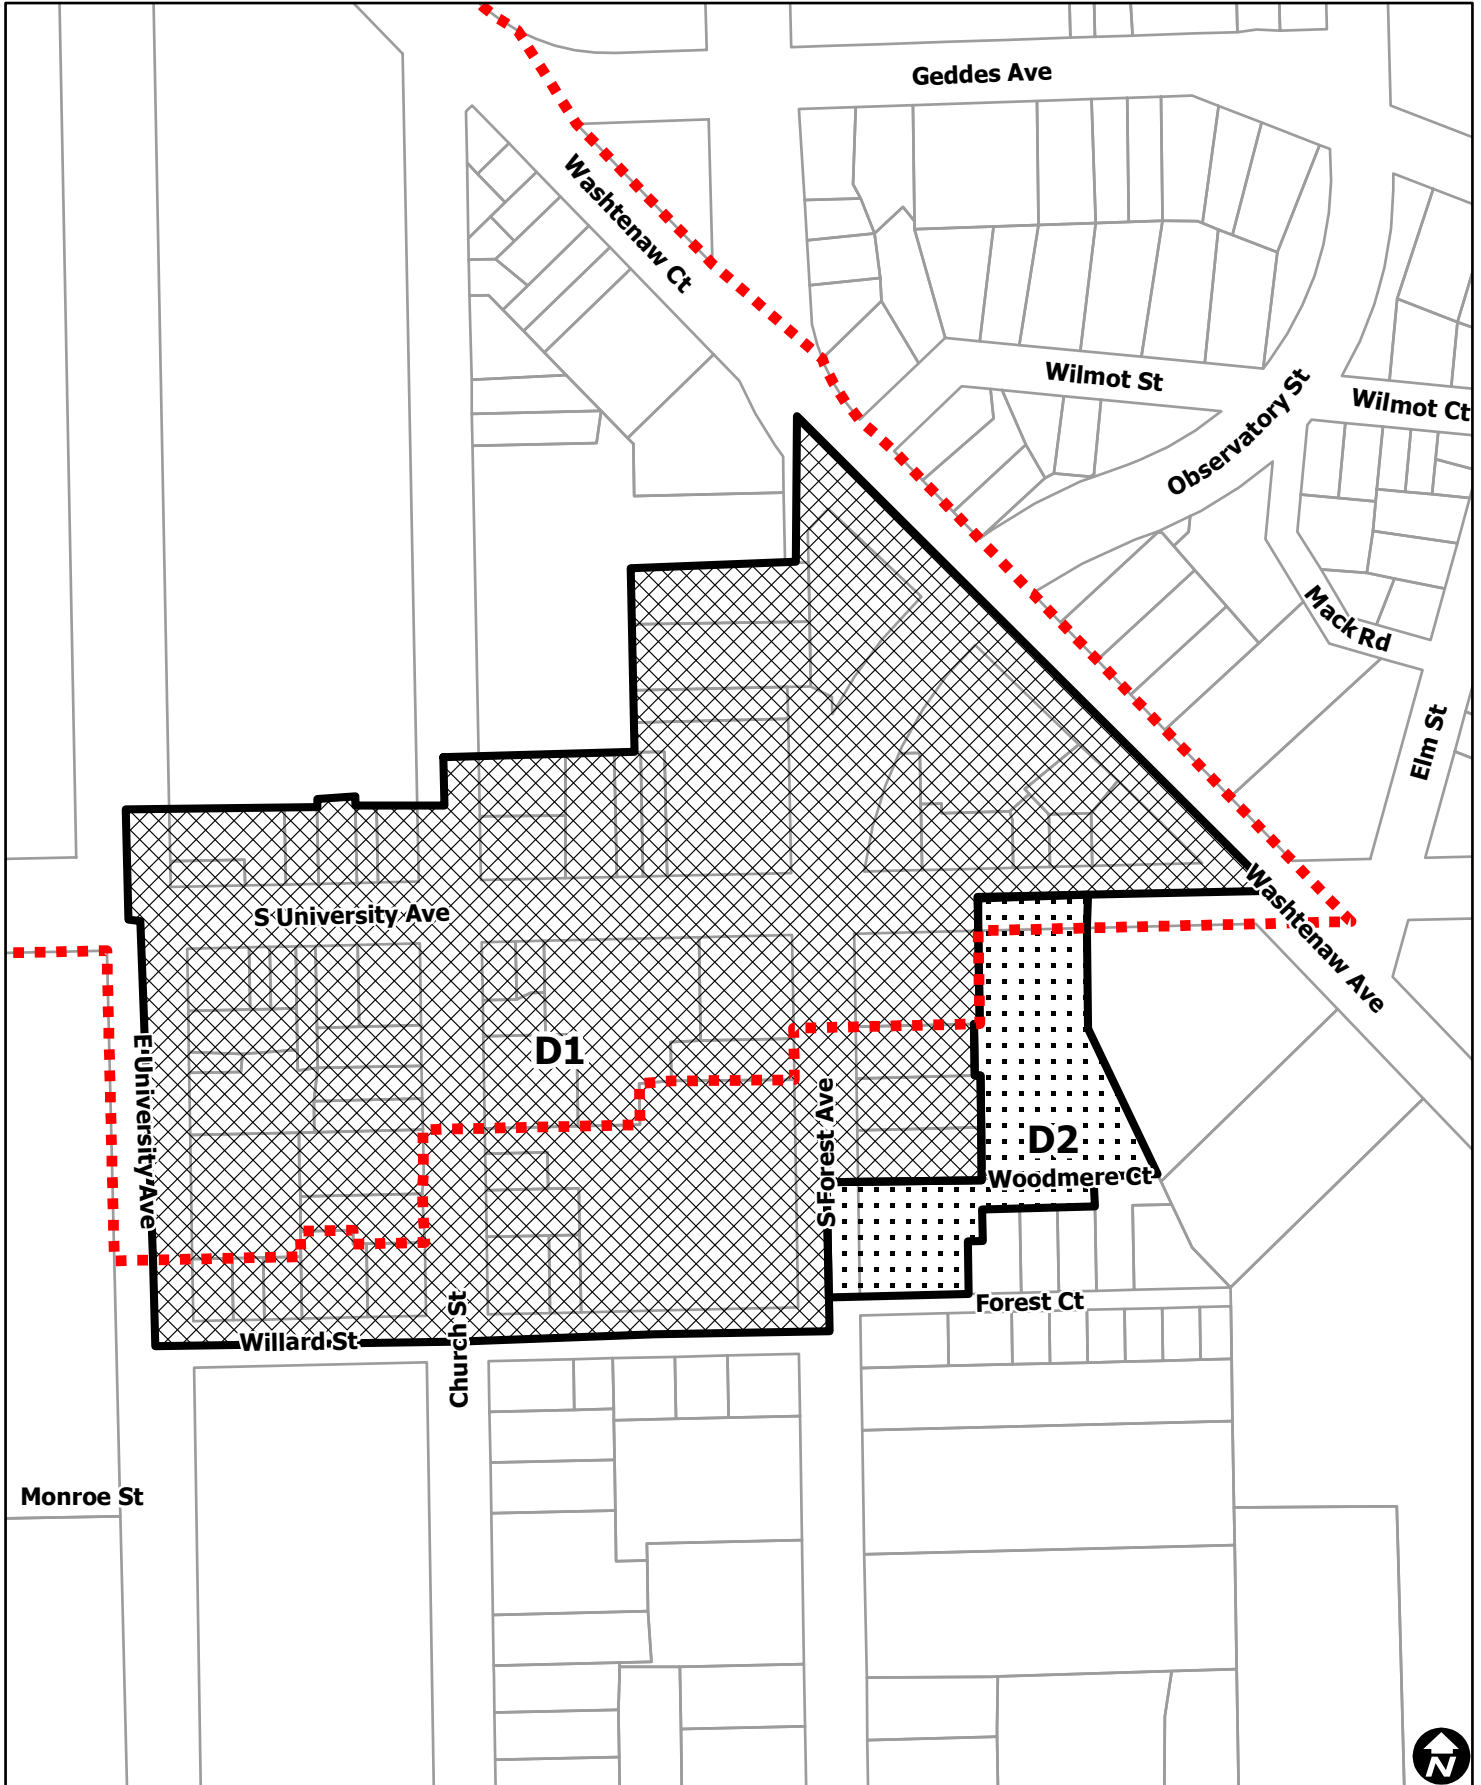 Geddes Ave
Washtenaw Ct
Wilmot St
Wilmot Ct
Observatory St
Mack Rd
Elm St
Washtenaw Ave
S University Ave
E University Ave
D1
S Forest Ave
D2
Woodmere Ct
Forest Ct
Willard St
Church St
Monroe St
N